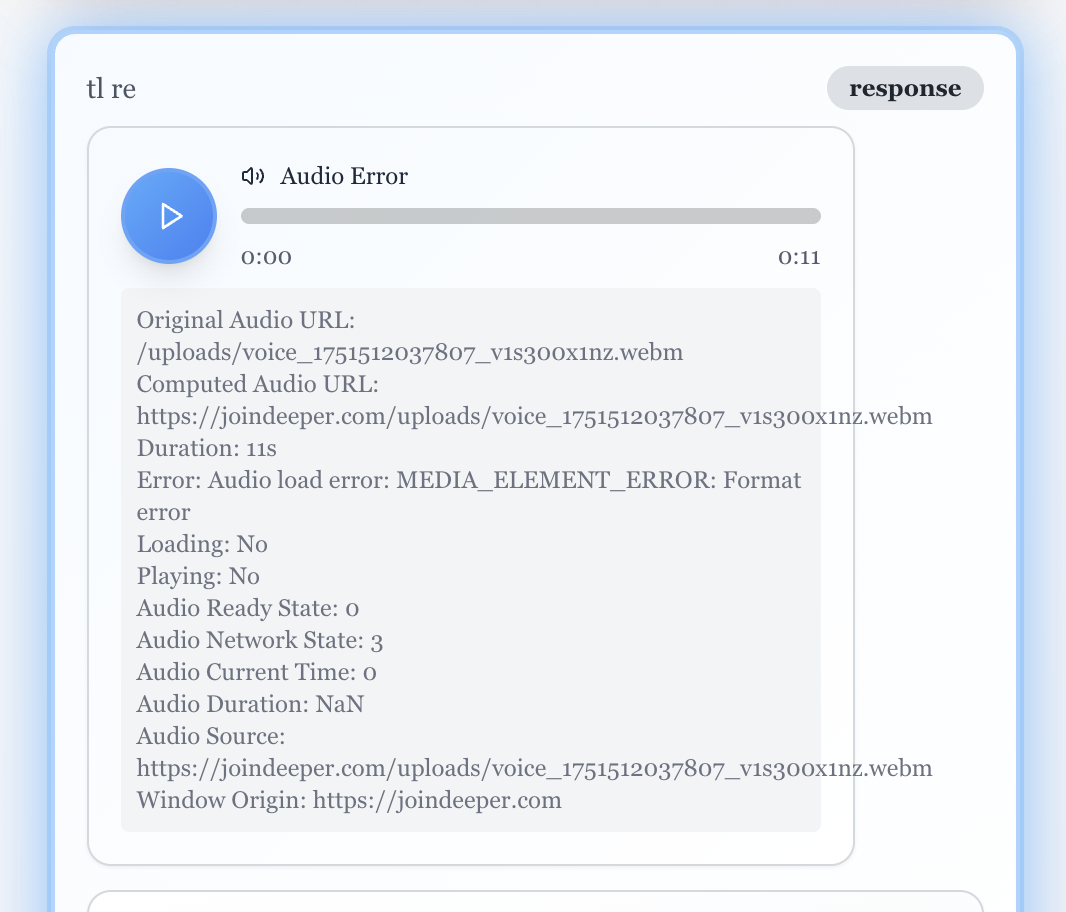 tl re
response
Audio Error
0:00
0:11
Original Audio URL:
/uploads/voice_1751512037807_v1s300x1nz.webm
Computed Audio URL:
https://joindeeper.com/uploads/voice_1751512037807_v1s300x1nz.webm
Duration: 11s
Error: Audio load error: MEDIA_ELEMENT_ERROR: Format
error
Loading: No
Playing: No
Audio Ready State: 0
Audio Network State: 3
Audio Current Time: 0
Audio Duration: NaN
Audio Source:
https://joindeeper.com/uploads/voice_1751512037807_v1s300x1nz.webm
Window Origin: https://joindeeper.com